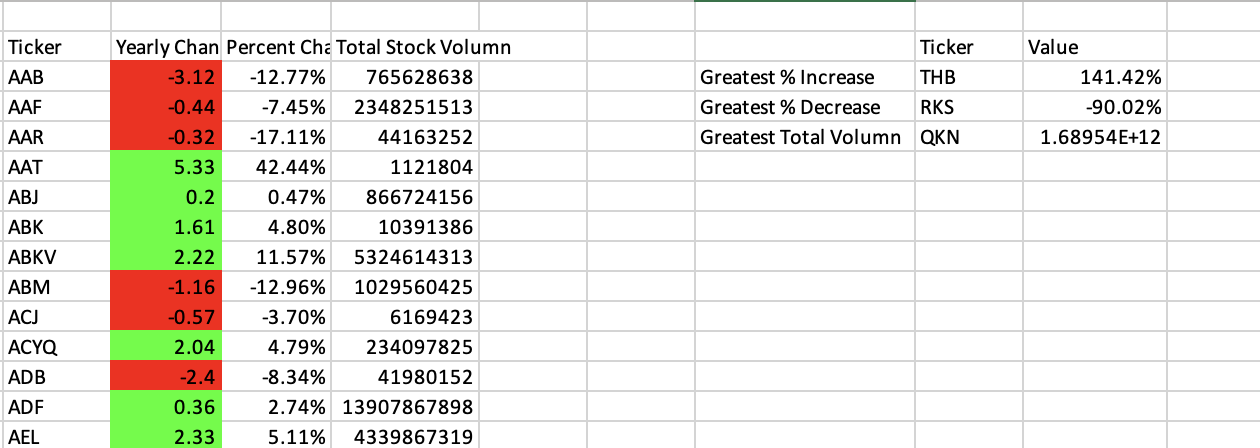 Ticker Yearly Chan Percent Cha Total Stock Volumn Ticker Value
AAB -3.12 -12.77% 765628638 Greatest % Increase THB 141.42%
AAF -0.44 -7.45% 2348251513 Greatest % Decrease RKS -90.02%
AAR -0.32 -17.11% 44163252 Greatest Total Volumn QKN 1.68954E+12
AAT 5.33 42.44% 1121804
ABJ 0.2 0.47% 866724156
ABK 1.61 4.80% 10391386
ABKV 2.22 11.57% 5324614313
ABM -1.16 -12.96% 1029560425
ACJ -0.57 -3.70% 6169423
ACYQ 2.04 4.79% 234097825
ADB -2.4 -8.34% 41980152
ADF 0.36 2.74% 13907867898
AEL 2.33 5.11% 4339867319